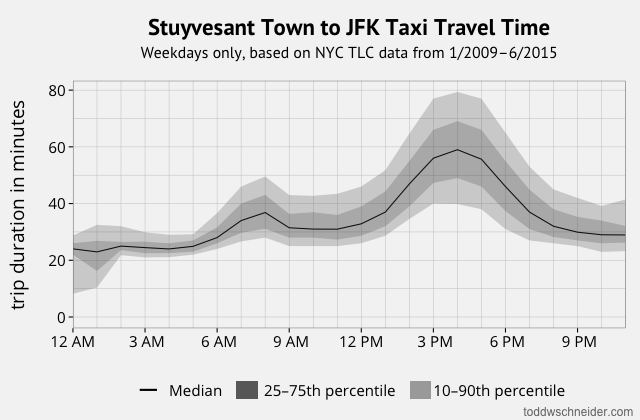 Stuyvesant Town to JFK Taxi Travel Time
Weekdays only, based on NYC TLC data from 1/2009–6/2015
trip duration in minutes
80
60
40
20
0
12 AM 3 AM 6 AM 9 AM 12 PM 3 PM 6 PM 9 PM
Median 25–75th percentile 10–90th percentile
toddwschneider.com